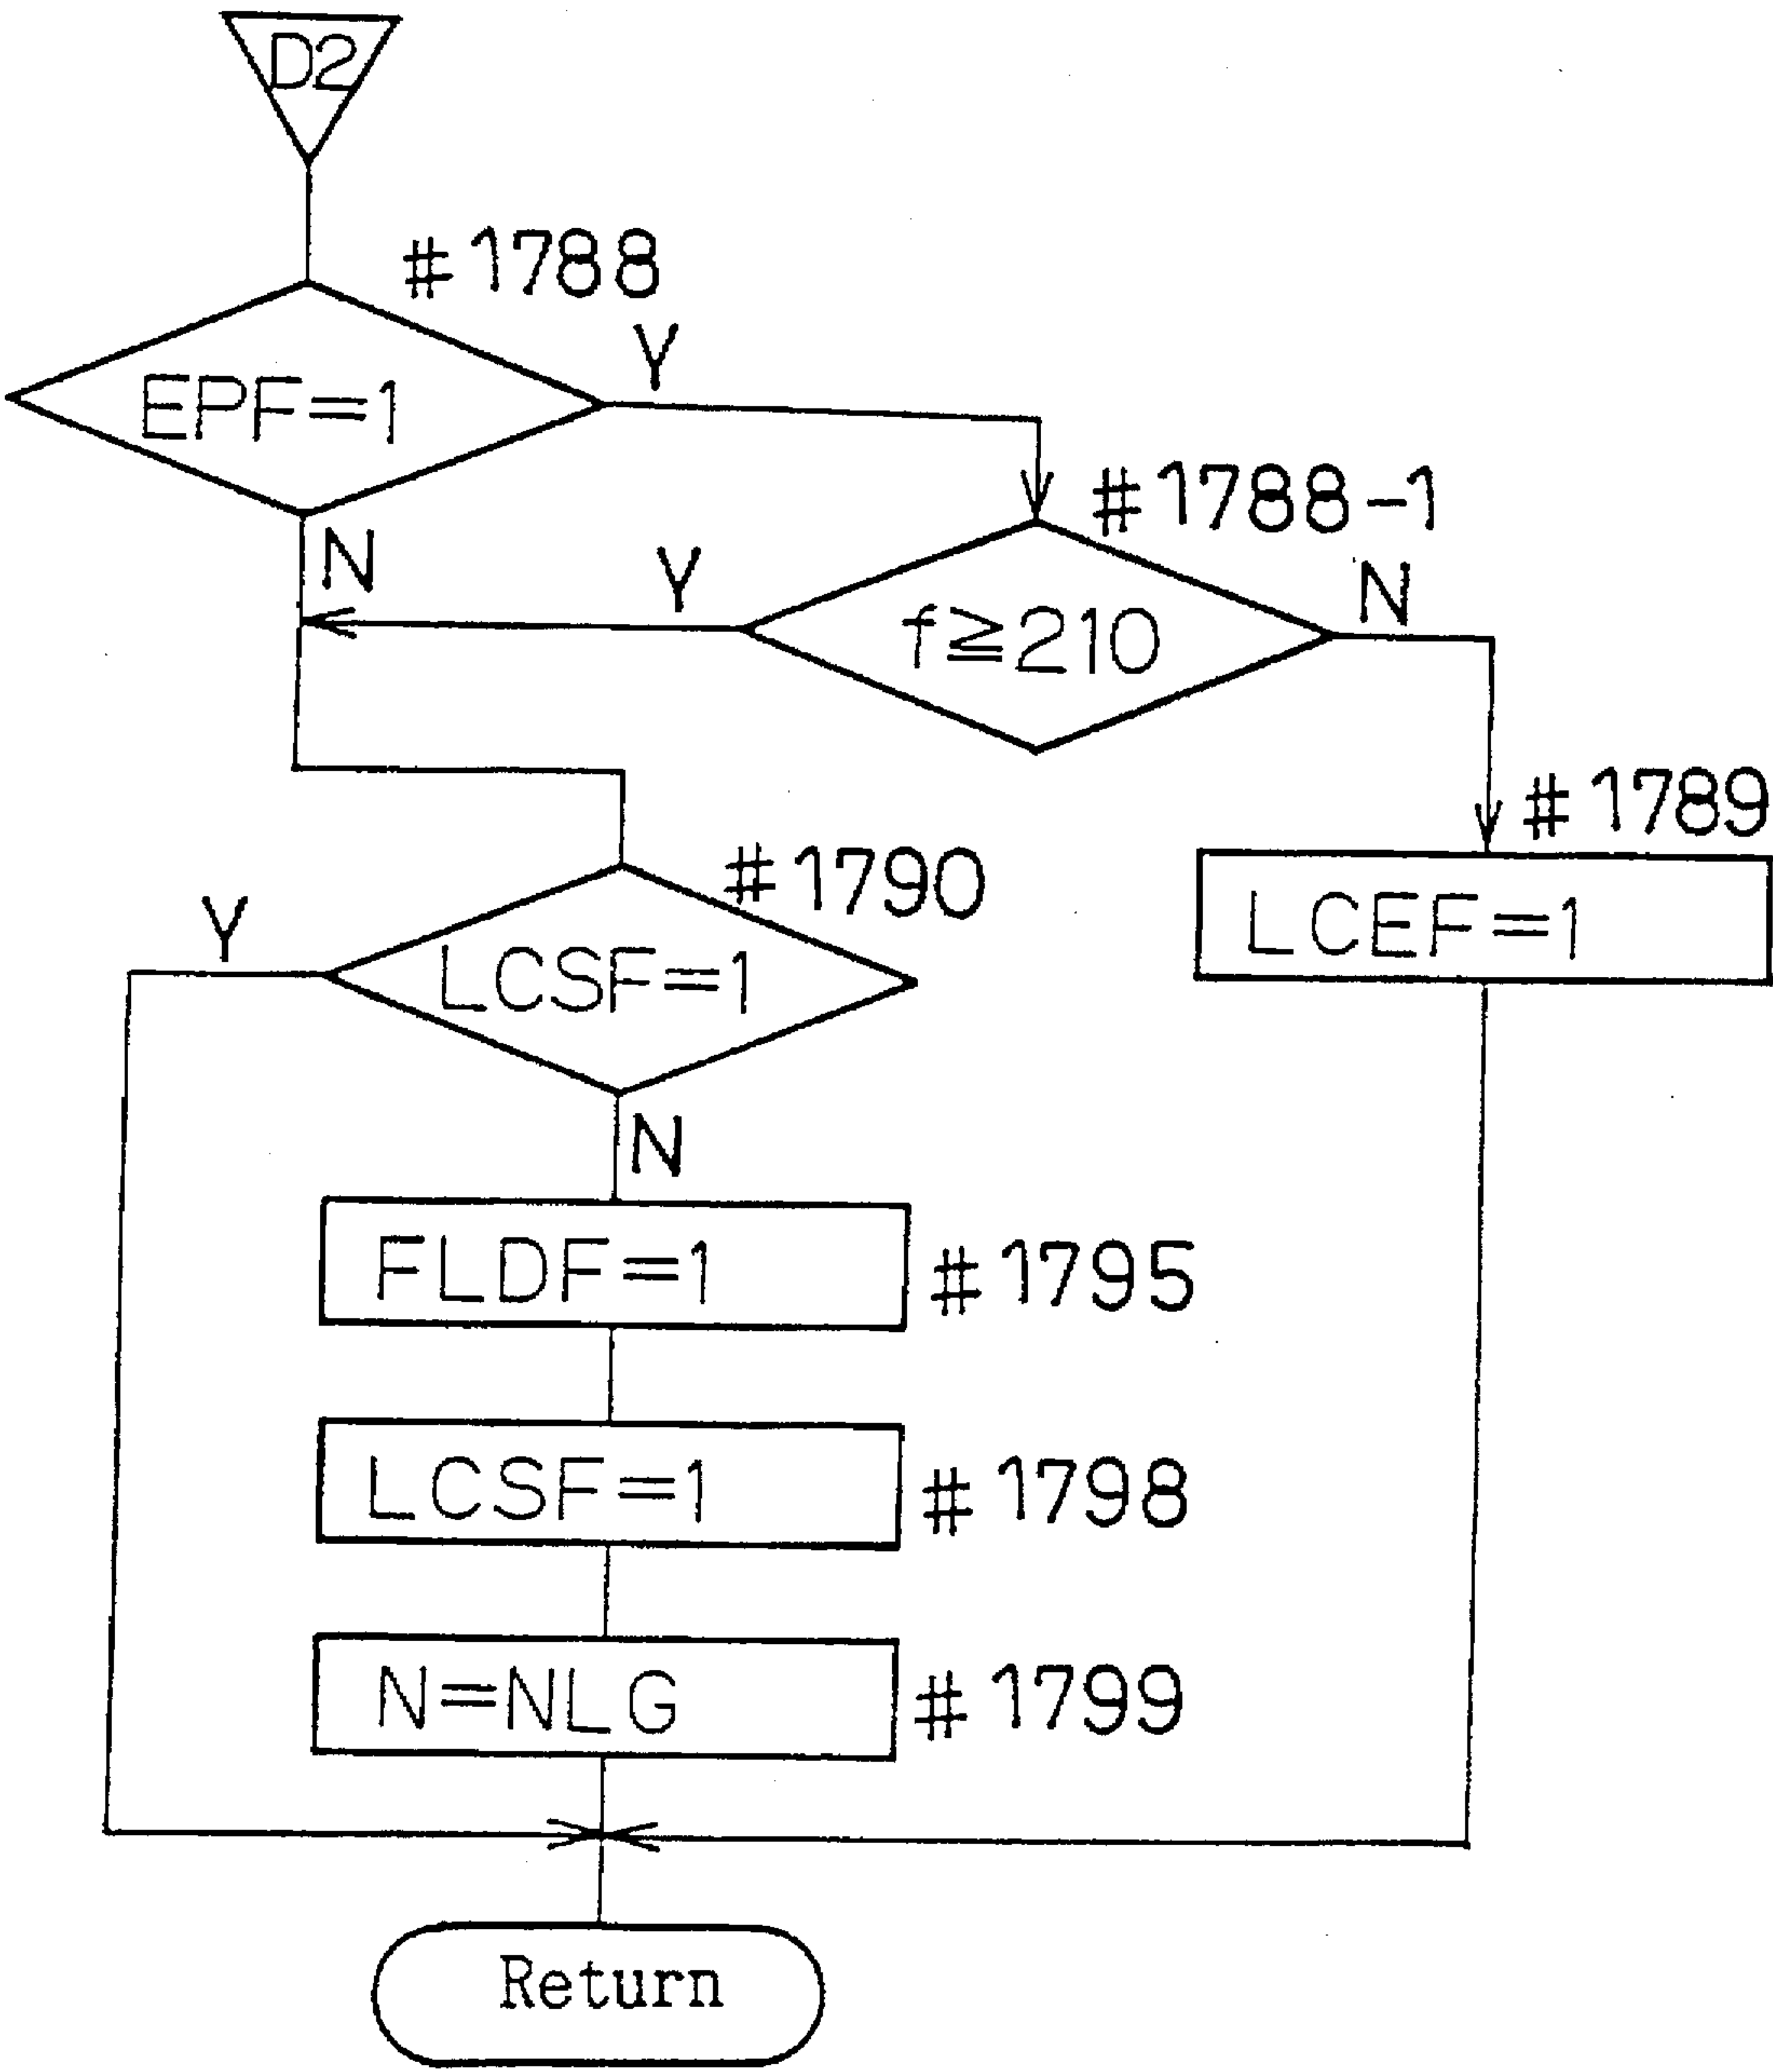 D2
#1788
EPF=1
Y
N
#1788-1
f≧210
Y
N
#1789
LCEF=1
#1790
LCSF=1
Y
N
FLDF=1
#1795
LCSF=1
#1798
N=NLG
#1799
Return